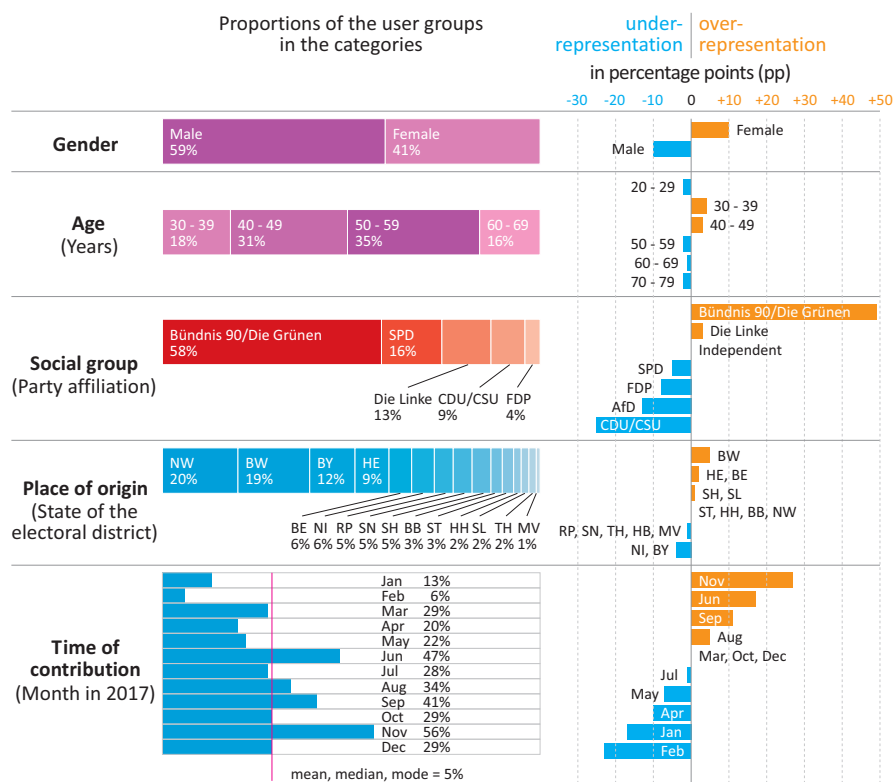 Proportions of the user groups
in the categories
under-
representation
over-
representation
in percentage points (pp)
-30 -20 -10 0 +10 +20 +30 +40 +50
Gender
Male
59%
Female
41%
Female
Male
Age
(Years)
30 - 39
18%
40 - 49
31%
50 - 59
35%
60 - 69
16%
20 - 29
30 - 39
40 - 49
50 - 59
60 - 69
70 - 79
Social group
(Party affiliation)
Bündnis 90/Die Grünen
58%
SPD
16%
Die Linke
13%
CDU/CSU
9%
FDP
4%
Bündnis 90/Die Grünen
Die Linke
Independent
SPD
FDP
AfD
CDU/CSU
Place of origin
(State of the
electoral district)
NW
20%
BW
19%
BY
12%
HE
9%
BE NI RP SN SH BB ST HH SL TH MV
6% 6% 5% 5% 5% 3% 3% 2% 2% 2% 1%
BW
HE, BE
SH, SL
ST, HH, BB, NW
RP, SN, TH, HB, MV
NI, BY
Time of
contribution
(Month in 2017)
Jan 13%
Feb 6%
Mar 29%
Apr 20%
May 22%
Jun 47%
Jul 28%
Aug 34%
Sep 41%
Oct 29%
Nov 56%
Dec 29%
mean, median, mode = 5%
Nov
Jun
Sep
Aug
Mar, Oct, Dec
Jul
May
Apr
Jan
Feb